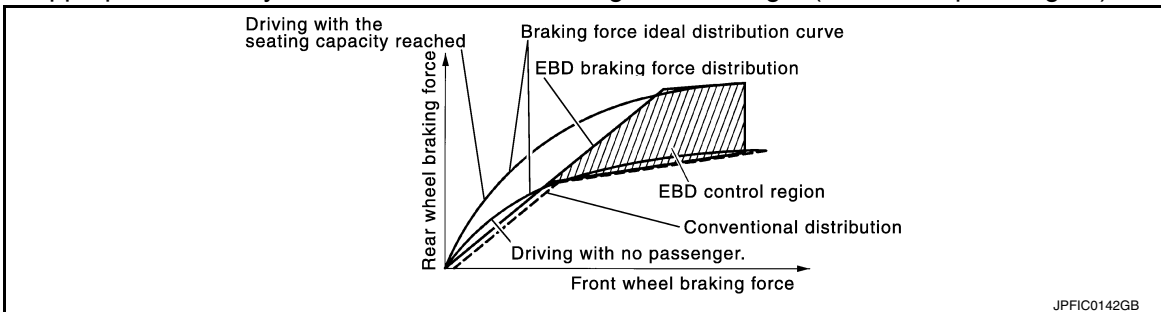 Driving with the
seating capacity reached
Braking force ideal distribution curve
EBD braking force distribution
Rear wheel braking force
EBD control region
Conventional distribution
Driving with no passenger.
Front wheel braking force
JPFIC0142GB